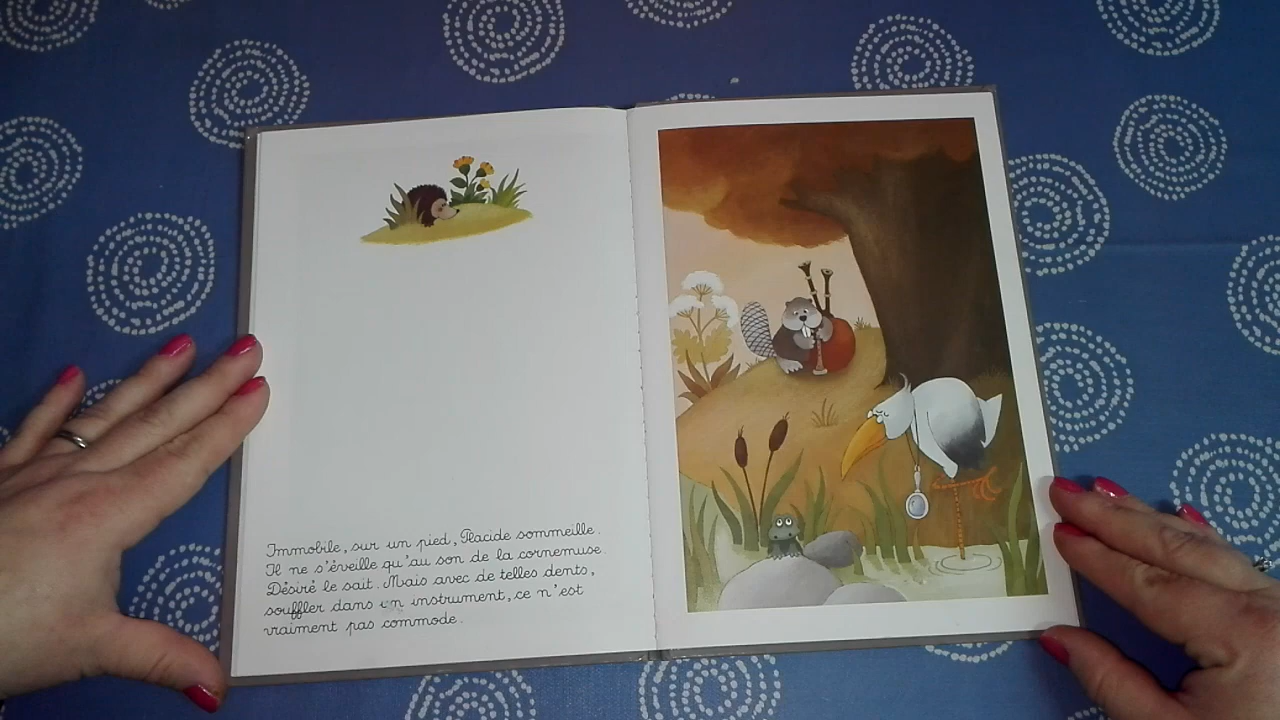 Immobile, sur un pied, Placide sommeille.
Il ne s'éveille qu'au son de la cornemuse.
Désiré le sait. Mais avec de telles dents,
souffler dans un instrument, ce n'est
vraiment pas commode.